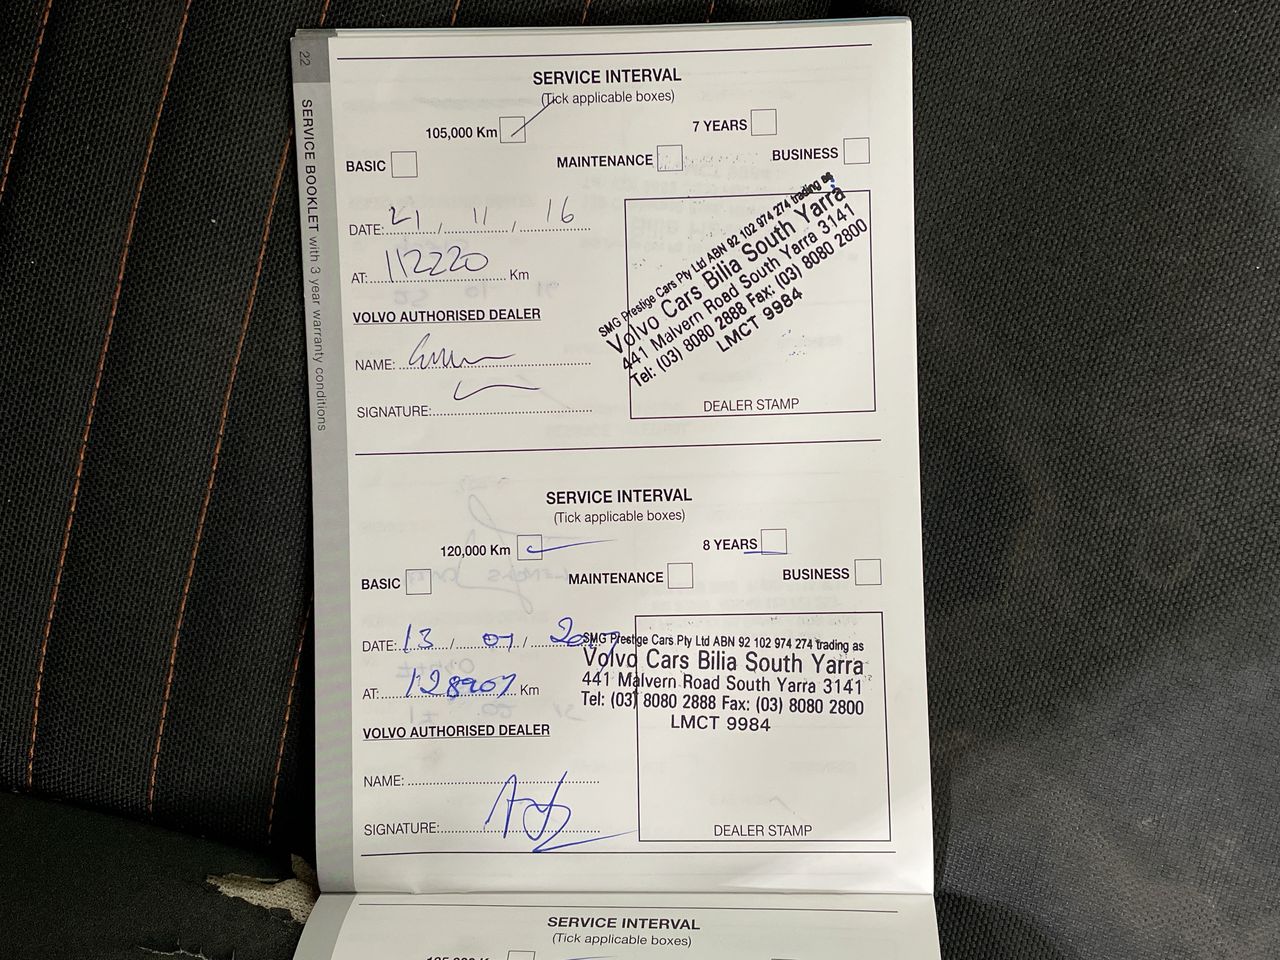 22
SERVICE BOOKLET with 3 year warranty conditions
SERVICE INTERVAL
(Tick applicable boxes)
105,000 Km
7 YEARS
BASIC
MAINTENANCE
BUSINESS
DATE: 21 / 11 / 16
AT: 112220 Km
VOLVO AUTHORISED DEALER
NAME:
SIGNATURE:
SMG Prestige Cars Pty Ltd ABN 92 102 974 274 trading as
Volvo Cars Bilia South Yarra
441 Malvern Road South Yarra 3141
Tel: (03) 8080 2888 Fax: (03) 8080 2800
LMCT 9984
DEALER STAMP
SERVICE INTERVAL
(Tick applicable boxes)
120,000 Km
8 YEARS
BASIC
MAINTENANCE
BUSINESS
DATE: 13 / 07 / 2017
AT: 128907 Km
VOLVO AUTHORISED DEALER
NAME:
SIGNATURE:
SMG Prestige Cars Pty Ltd ABN 92 102 974 274 trading as
Volvo Cars Bilia South Yarra
441 Malvern Road South Yarra 3141
Tel: (03) 8080 2888 Fax: (03) 8080 2800
LMCT 9984
DEALER STAMP
SERVICE INTERVAL
(Tick applicable boxes)